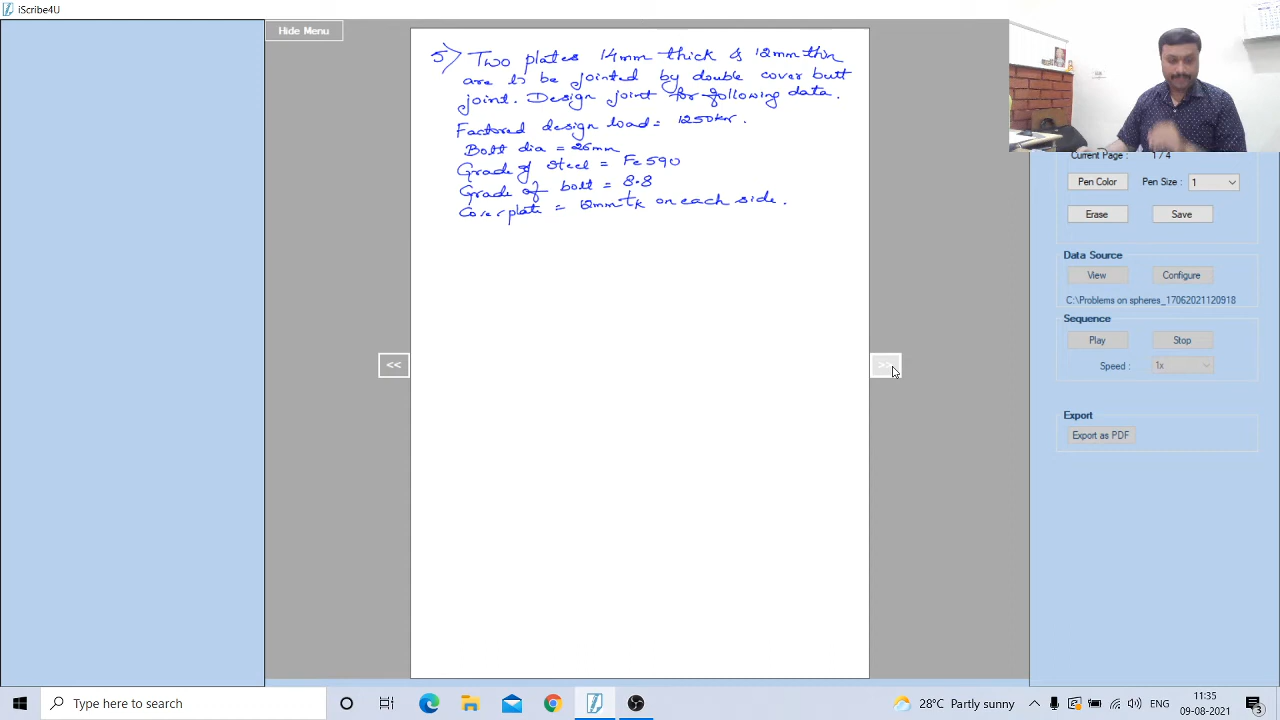 iScribe4U
Hide Menu
5) Two plates 14mm thick & 12mm thin
are to be jointed by double cover butt
joint. Design joint for following data.
Factored design load = 1250kN.
Bolt dia = 26mm
Grade of steel = Fe 590
Grade of bolt = 8.8
Cover plate = 12mm tk on each side.
<<
>>
Current Page : 1 / 4
Pen Color Pen Size : 1
Erase Save
Data Source
View Configure
C:\Problems on spheres_17062021120918
Sequence
Play Stop
Speed : 1x
Export
Export as PDF
Type here to search
28°C Partly sunny
ENG
11:35
09-08-2021
3